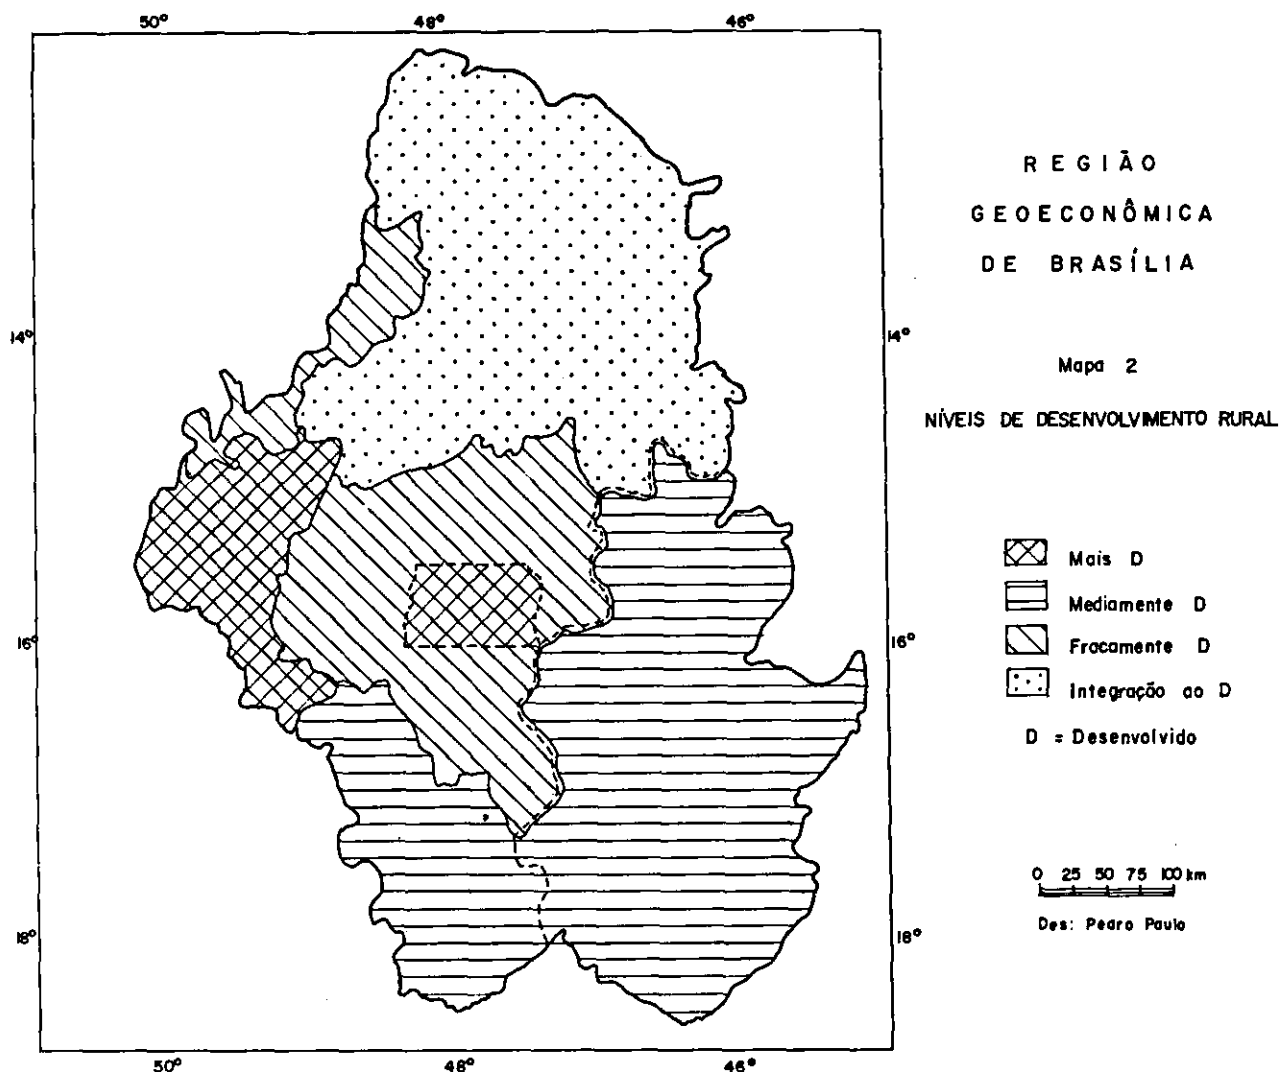 50° 48° 46°
REGIÃO
GEOECONÔMICA
DE BRASÍLIA
14° 14°
Mapa 2
NÍVEIS DE DESENVOLVIMENTO RURAL
Mais D
Mediamente D
16° 16°
Fracamente D
Integração ao D
D = Desenvolvido
0 25 50 75 100 km
Des: Pedro Paulo
18° 18°
50° 48° 46°